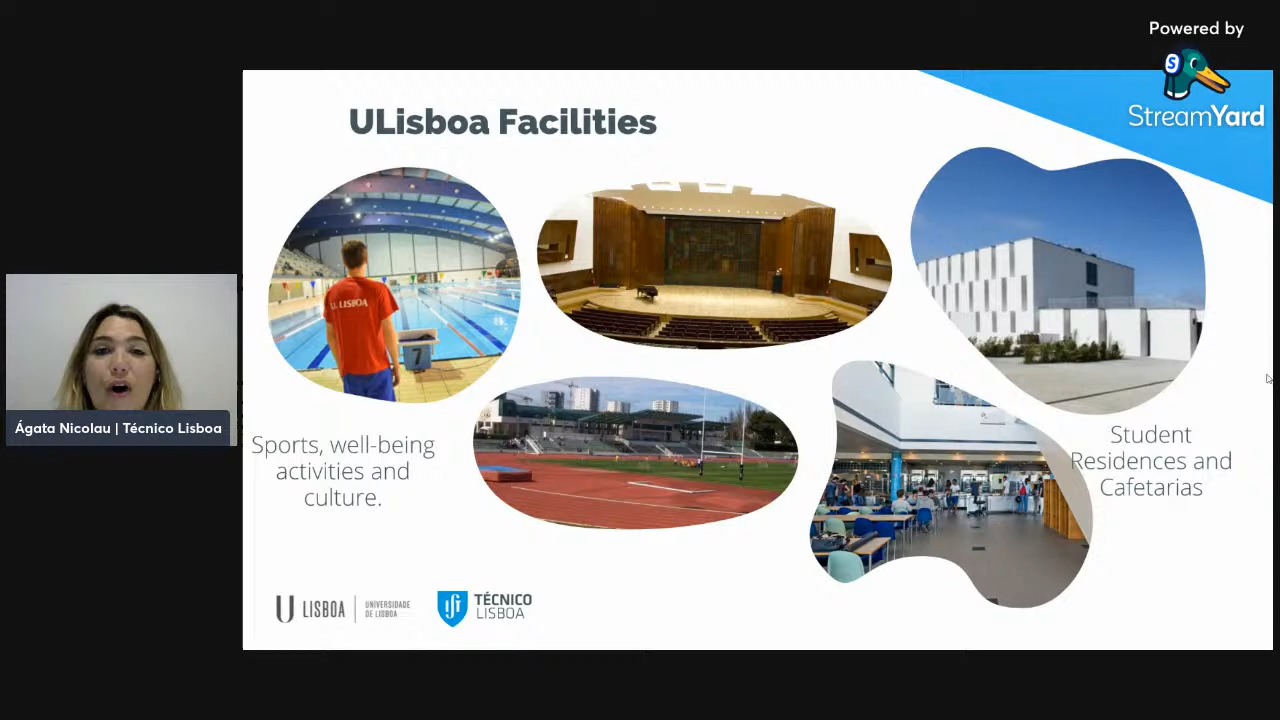 Powered by
StreamYard
ULisboa Facilities
U LISBOA
7
Ágata Nicolau | Técnico Lisboa
Sports, well-being
activities and
culture.
Student
Residences and
Cafetarias
U LISBOA
UNIVERSIDADE
DE LISBOA
TÉCNICO
LISBOA